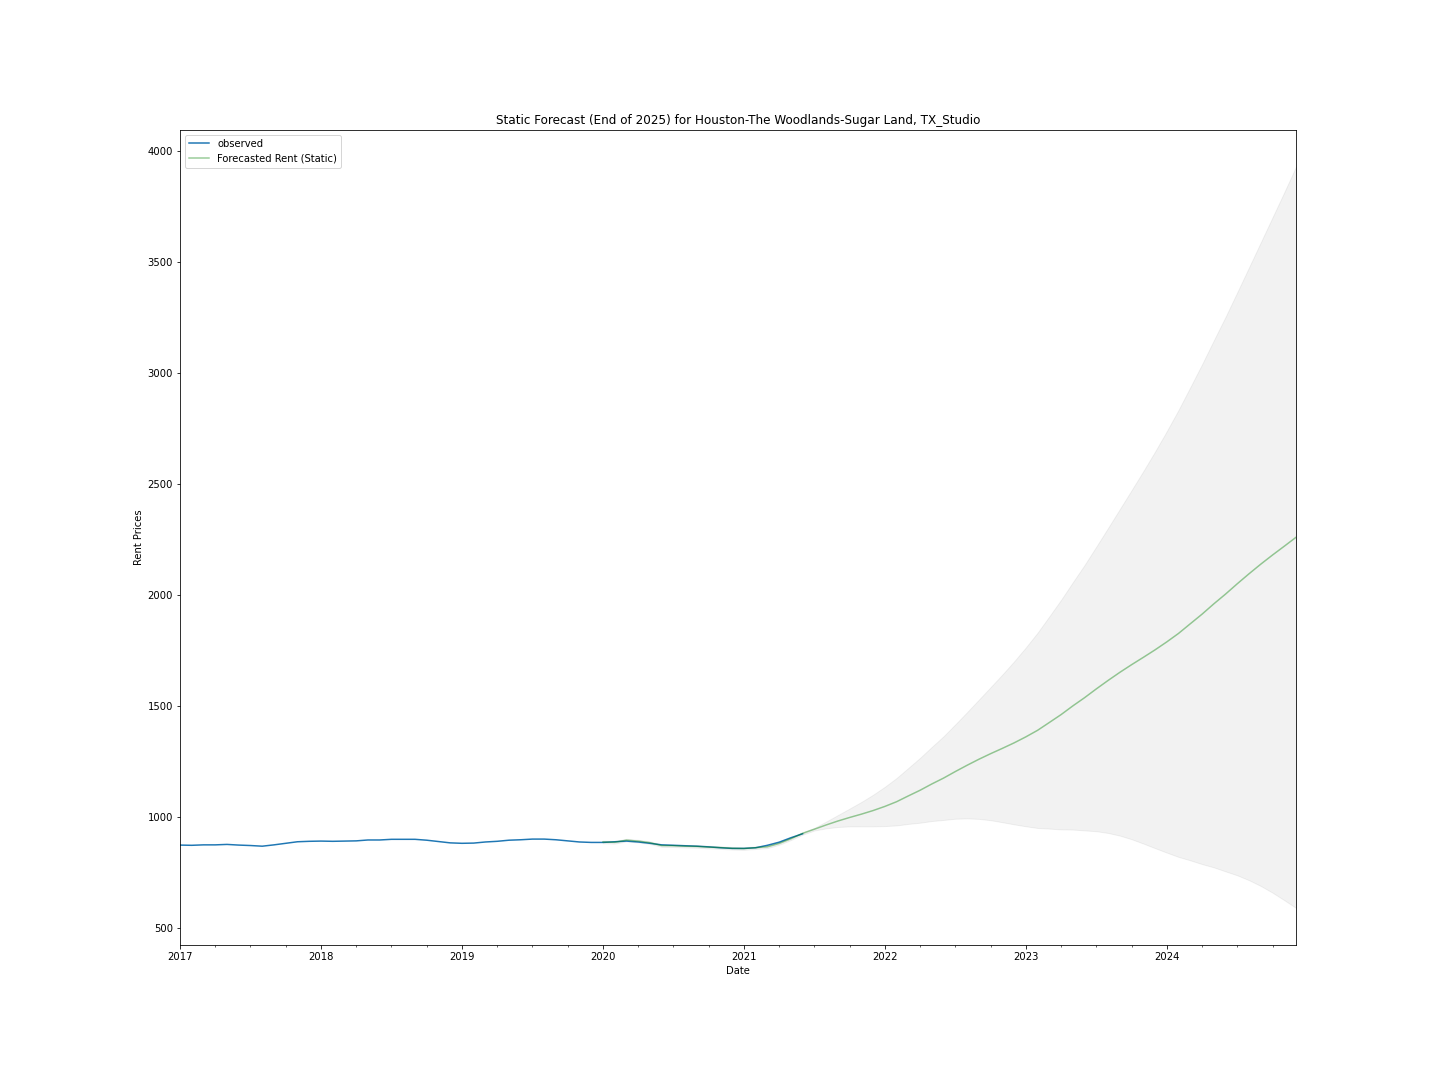 Static Forecast (End of 2025) for Houston-The Woodlands-Sugar Land, TX_Studio
observed
Forecasted Rent (Static)
4000
3500
3000
2500
2000
1500
1000
500
Rent Prices
2017 2018 2019 2020 2021 2022 2023 2024
Date